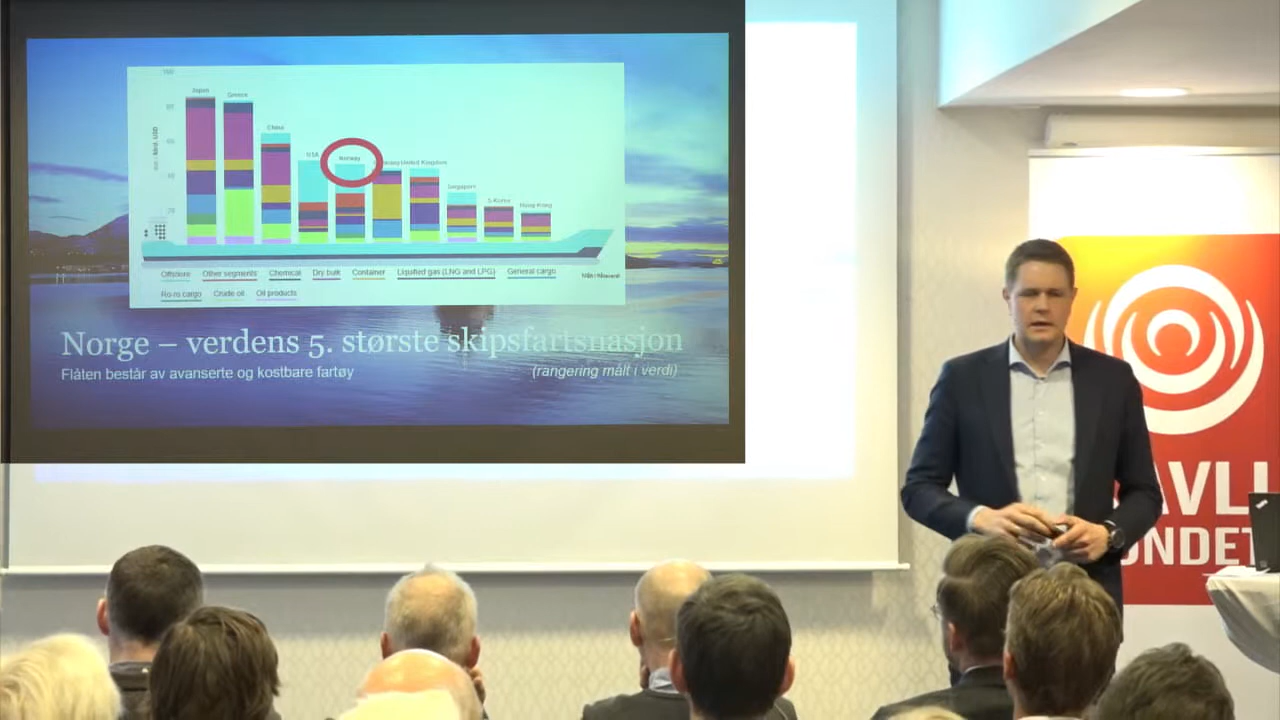 Japan
Greece
China
USA
Norway
United Kingdom
Singapore
S Korea
Hong Kong
Offshore Other segments Chemical Dry bulk Container Liquified gas (LNG and LPG) General cargo
Ro-ro cargo Crude oil Oil products
Norge – verdens 5. største skipsfartsnasjon
Flåten består av avanserte og kostbare fartøy (rangering målt i verdi)
AVLI
ONDET